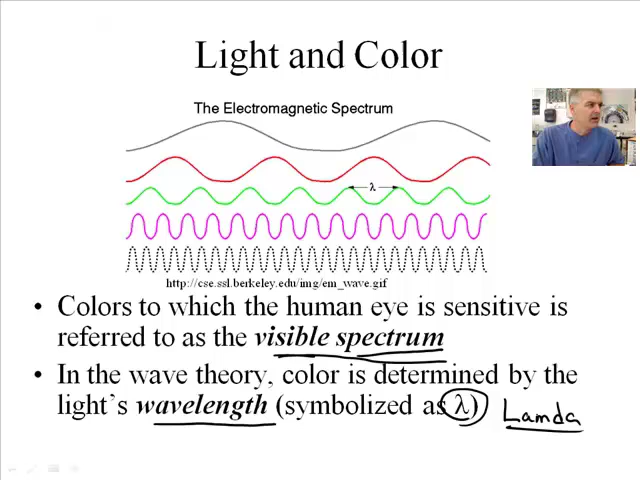 Light and Color
The Electromagnetic Spectrum
λ
http://cse.ssl.berkeley.edu/img/em_wave.gif
• Colors to which the human eye is sensitive is
referred to as the visible spectrum
• In the wave theory, color is determined by the
light's wavelength (symbolized as λ) Lamda